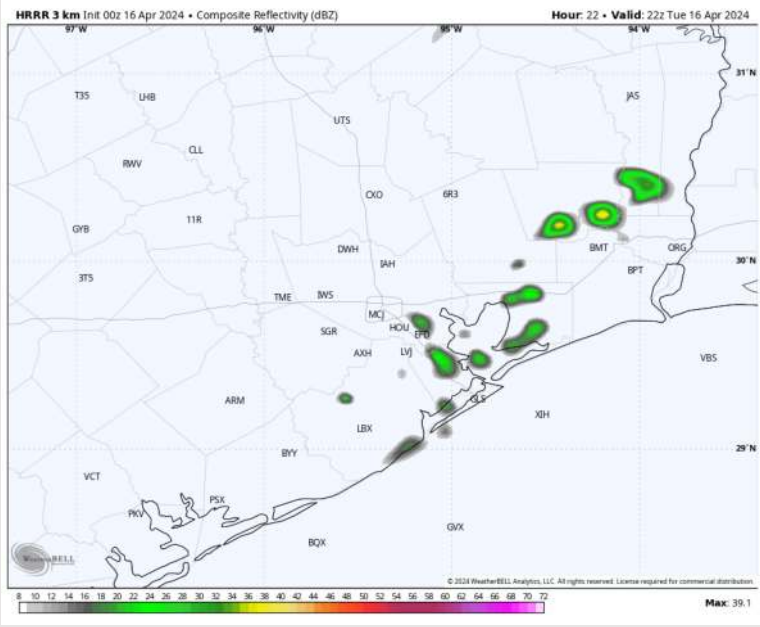 HRRR 3 km Init 00z 16 Apr 2024 • Composite Reflectivity (dBZ) Hour: 22 • Valid: 22z Tue 16 Apr 2024
97°W 96°W 95°W 94°W
31°N
T35 LHB JAS
UTS
CLL
RWV
CXO 6R3
11R
GYB
DWH BMT ORG
IAH 30°N
3T5 BPT
TME IWS
MCJ
SGR HOU EFD
AXH LVJ VBS
ARM GLS
XIH
LBX
BYY 29°N
VCT
PSX
PKV
GVX
BQX
WeatherBELL
© 2024 WeatherBELL Analytics, LLC. All rights reserved. License required for commercial distribution.
8 10 12 14 16 18 20 22 24 26 28 30 32 34 36 38 40 42 44 46 48 50 52 54 56 58 60 62 64 66 68 70 72 Max: 39.1